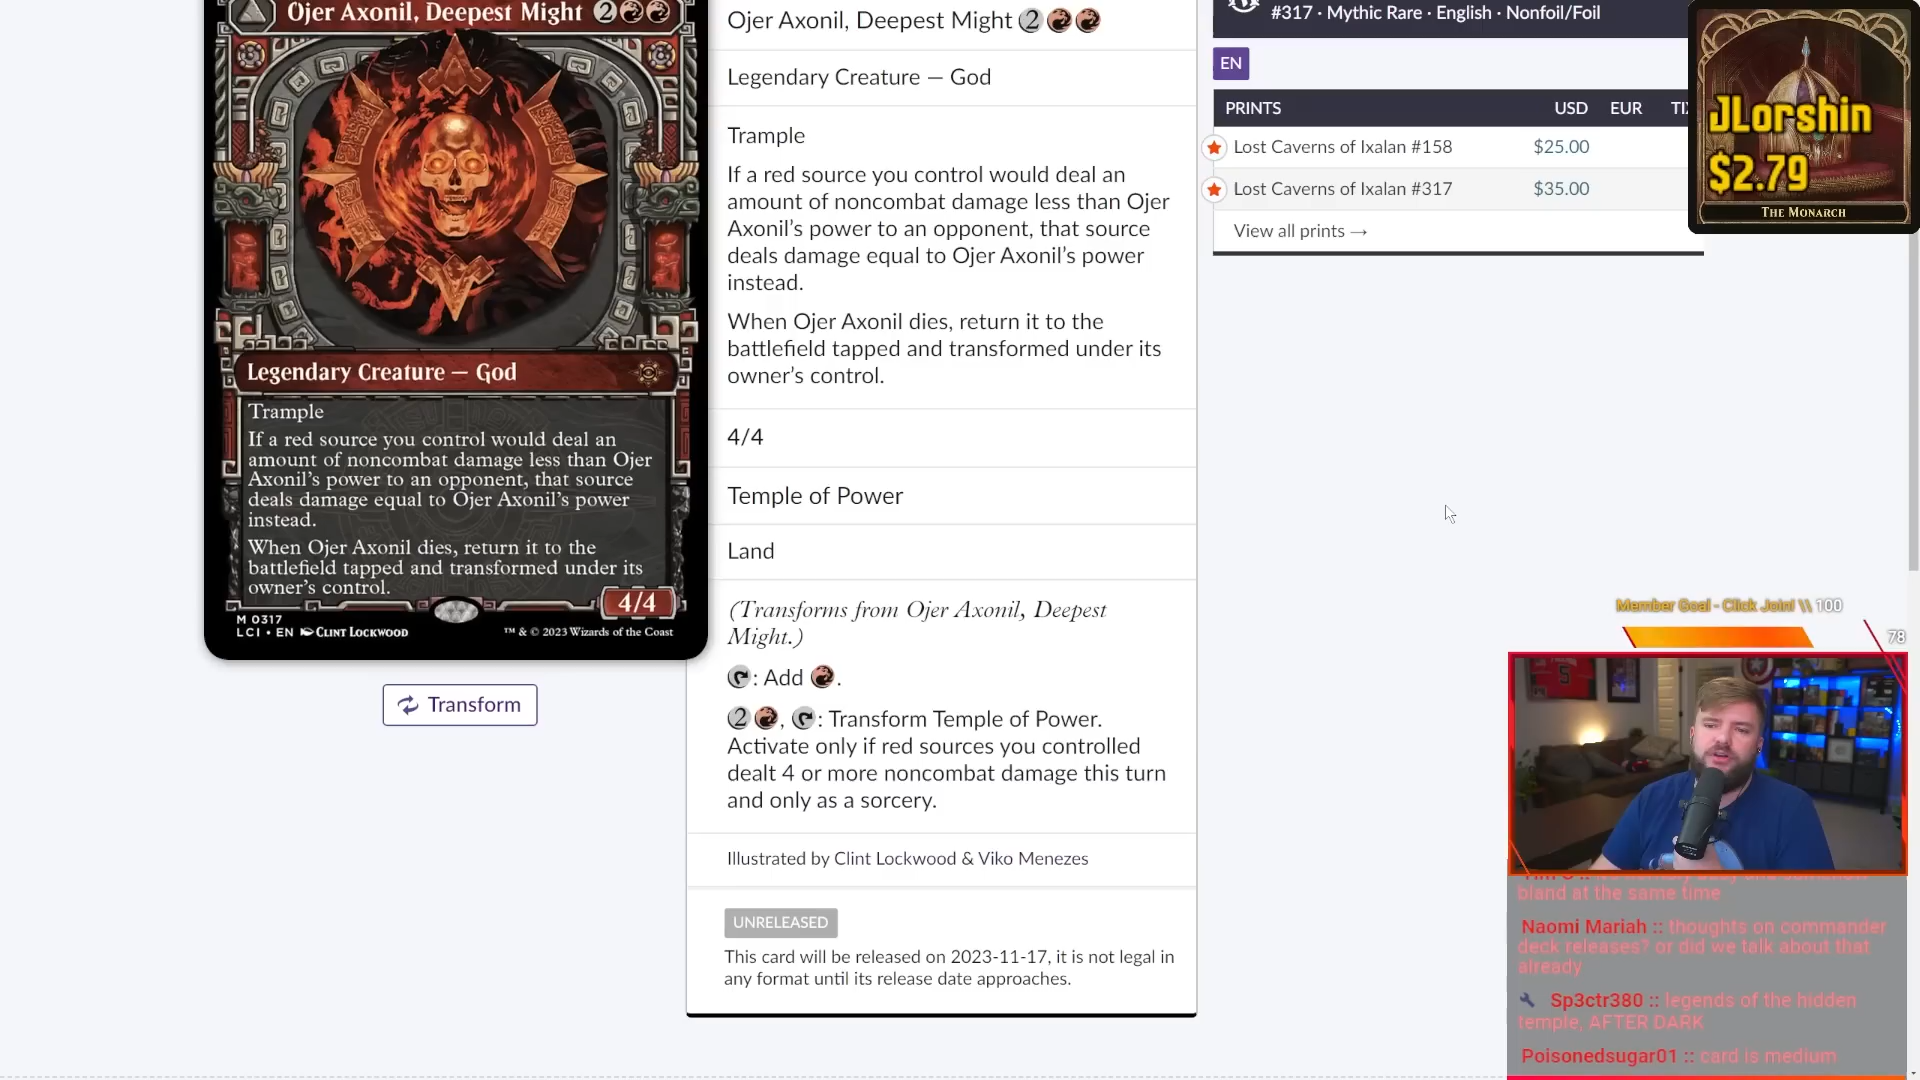 Ojer Axonil, Deepest Might 2
Legendary Creature — God
Trample
If a red source you control would deal an
amount of noncombat damage less than Ojer
Axonil's power to an opponent, that source
deals damage equal to Ojer Axonil's power
instead.
When Ojer Axonil dies, return it to the
battlefield tapped and transformed under its
owner's control.
4/4
M 0317
LCI • EN Clint Lockwood
™ & © 2023 Wizards of the Coast
Transform
Ojer Axonil, Deepest Might 2
Legendary Creature — God
Trample
If a red source you control would deal an
amount of noncombat damage less than Ojer
Axonil's power to an opponent, that source
deals damage equal to Ojer Axonil's power
instead.
When Ojer Axonil dies, return it to the
battlefield tapped and transformed under its
owner's control.
4/4
Temple of Power
Land
(Transforms from Ojer Axonil, Deepest
Might.)
: Add .
2 , : Transform Temple of Power.
Activate only if red sources you controlled
dealt 4 or more noncombat damage this turn
and only as a sorcery.
Illustrated by Clint Lockwood & Viko Menezes
UNRELEASED
This card will be released on 2023-11-17, it is not legal in
any format until its release date approaches.
#317 · Mythic Rare · English · Nonfoil/Foil
EN
PRINTS USD EUR
Lost Caverns of Ixalan #158 $25.00
Lost Caverns of Ixalan #317 $35.00
View all prints →
JLorshin
$2.79
The Monarch
Member Goal - Click Join! \\ 100
78
bland at the same time
Naomi Mariah :: thoughts on commander
deck releases? or did we talk about that
already
Sp3ctr380 :: legends of the hidden
temple, AFTER DARK
Poisonedsugar01 :: card is medium